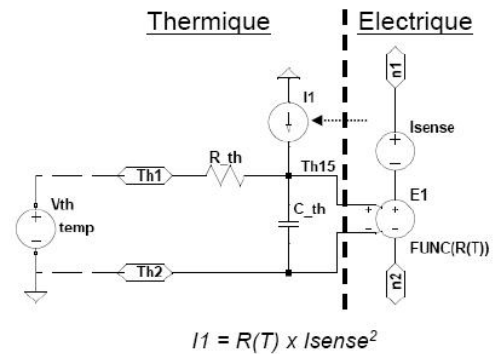 Thermique
Electrique
n1
I1
Isense
R_th
Th1
Th15
E1
Vth
temp
C_th
FUNC(R(T))
Th2
n2
I1 = R(T) x Isense²